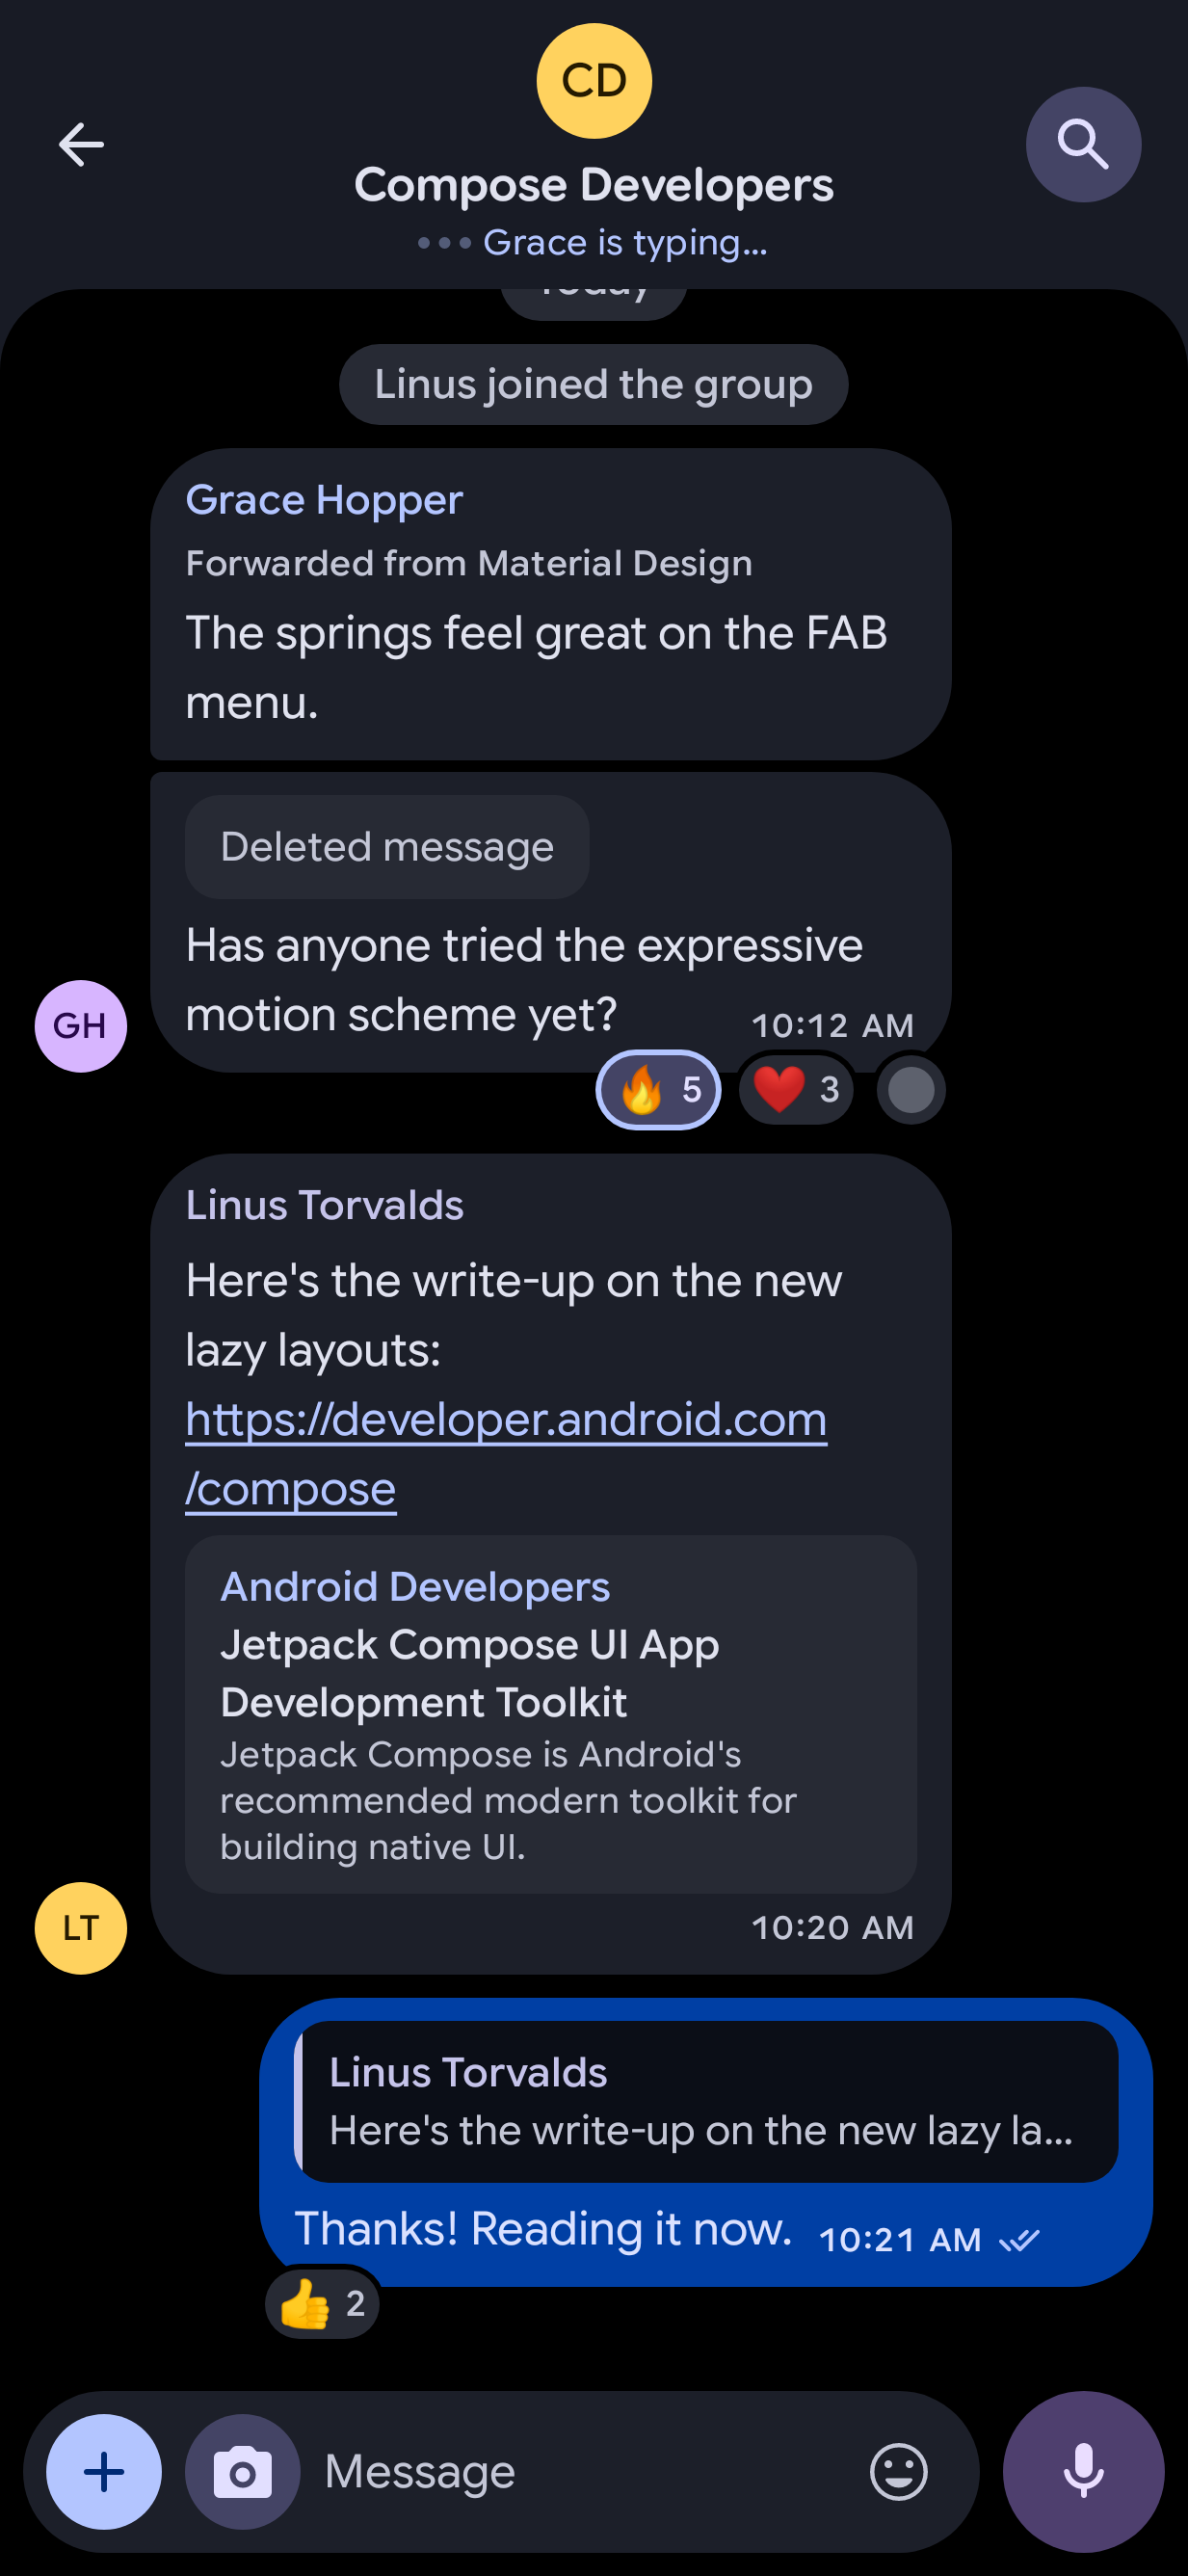 CD
Compose Developers
Grace is typing...
Today
Linus joined the group
Grace Hopper
Forwarded from Material Design
The springs feel great on the FAB
menu.
Deleted message
Has anyone tried the expressive
motion scheme yet?
10:12 AM
GH
5
3
Linus Torvalds
Here's the write-up on the new
lazy layouts:
https://developer.android.com
/compose
Android Developers
Jetpack Compose UI App
Development Toolkit
Jetpack Compose is Android's
recommended modern toolkit for
building native UI.
LT
10:20 AM
Linus Torvalds
Here's the write-up on the new lazy la...
Thanks! Reading it now.
10:21 AM
2
Message